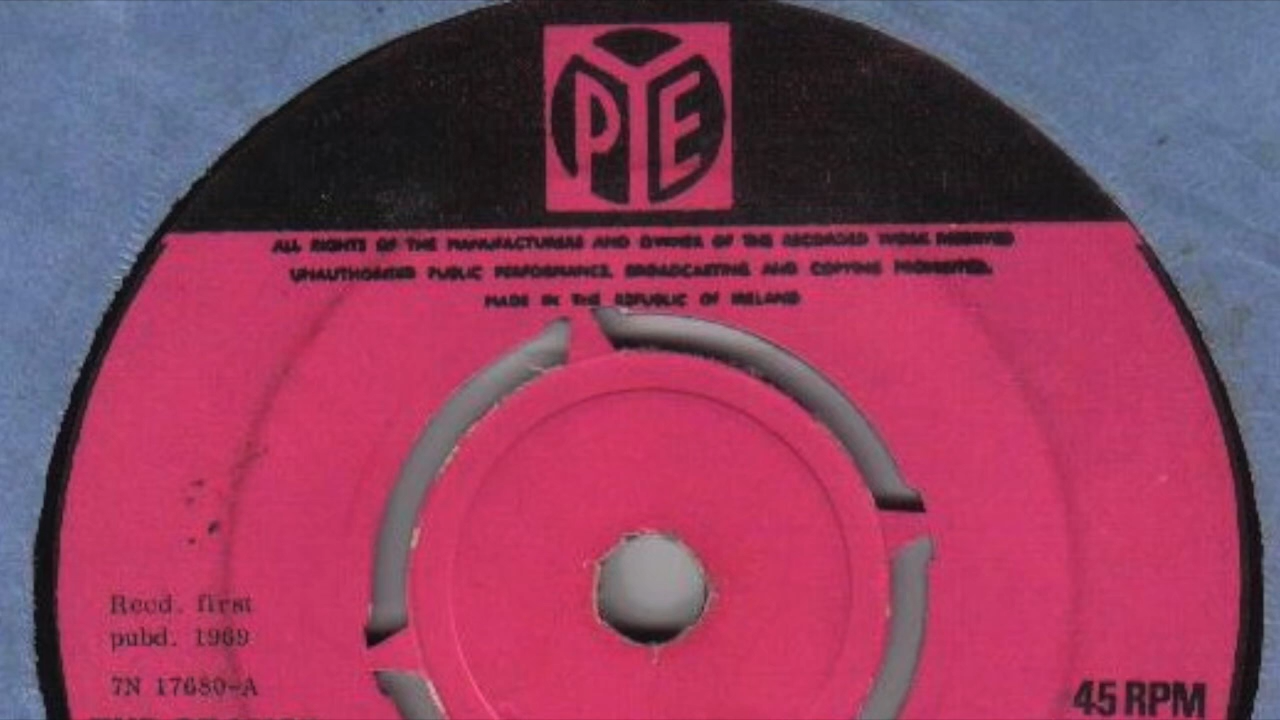 PYE
ALL RIGHTS OF THE MANUFACTURERS AND OWNER OF THE RECORDED WORK RESERVED
UNAUTHORISED PUBLIC PERFORMANCE, BROADCASTING AND COPYING PROHIBITED.
MADE IN THE REPUBLIC OF IRELAND
Recd. first
pubd. 1969
7N 17680-A
45 RPM